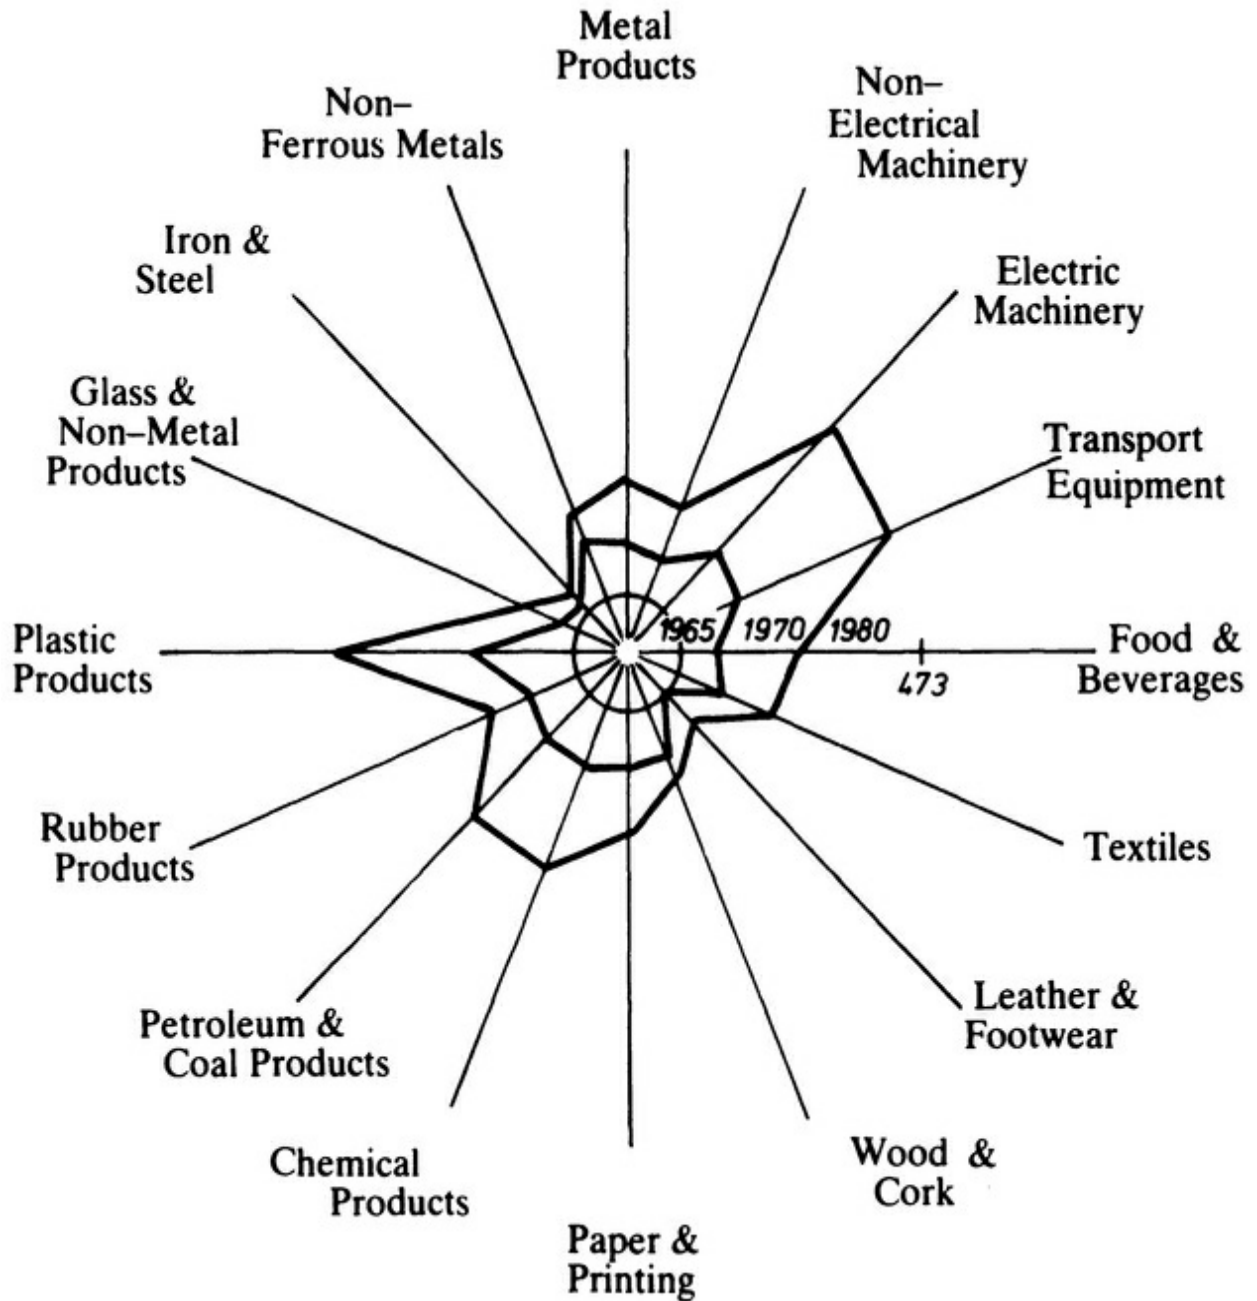 Metal
Products
Non-
Electrical
Machinery
Electric
Machinery
Transport
Equipment
Food &
Beverages
Textiles
Leather &
Footwear
Wood &
Cork
Paper &
Printing
Chemical
Products
Petroleum &
Coal Products
Rubber
Products
Plastic
Products
Glass &
Non-Metal
Products
Iron &
Steel
Non-
Ferrous Metals
1965
1970
1980
473